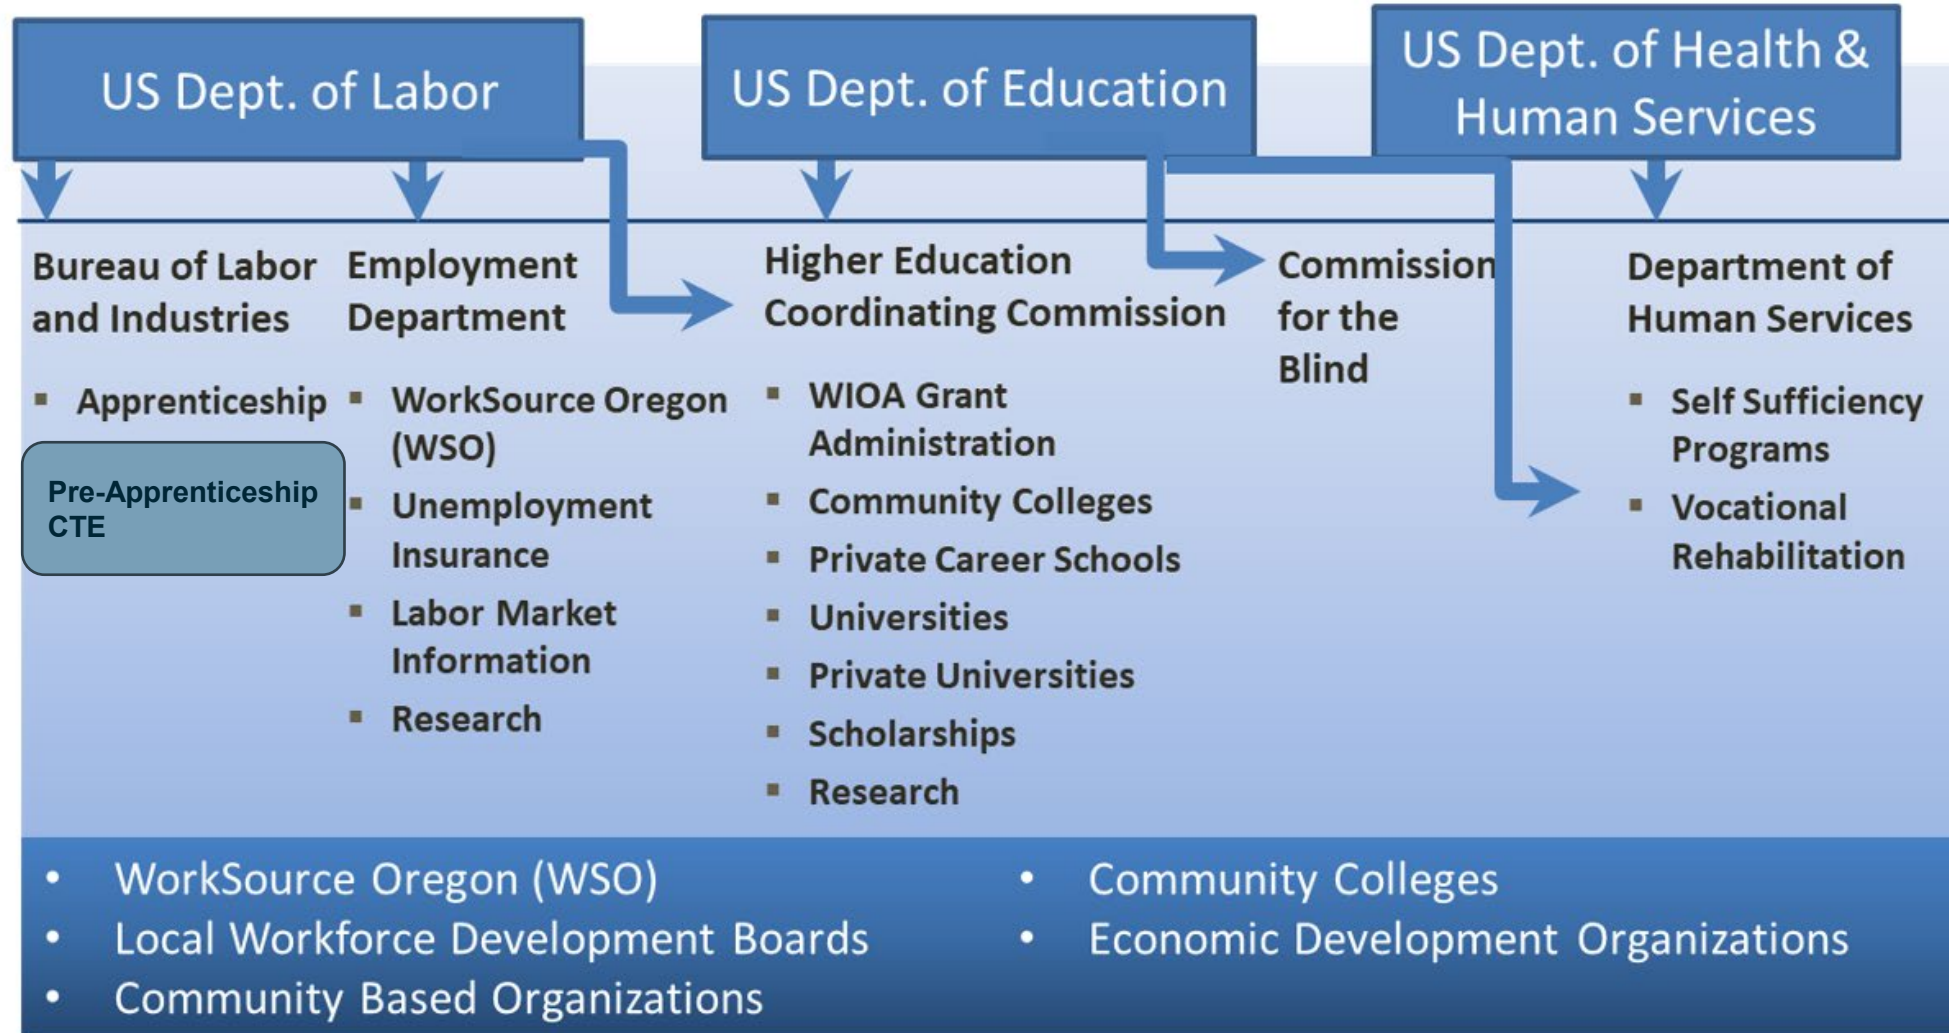 US Dept. of Labor
US Dept. of Education
US Dept. of Health &
Human Services
Bureau of Labor
and Industries
▪ Apprenticeship
Pre-Apprenticeship
CTE
Employment
Department
▪ WorkSource Oregon
(WSO)
▪ Unemployment
Insurance
▪ Labor Market
Information
▪ Research
Higher Education
Coordinating Commission
▪ WIOA Grant
Administration
▪ Community Colleges
▪ Private Career Schools
▪ Universities
▪ Private Universities
▪ Scholarships
▪ Research
Commission
for the
Blind
Department of
Human Services
▪ Self Sufficiency
Programs
▪ Vocational
Rehabilitation
• WorkSource Oregon (WSO)
• Local Workforce Development Boards
• Community Based Organizations
• Community Colleges
• Economic Development Organizations